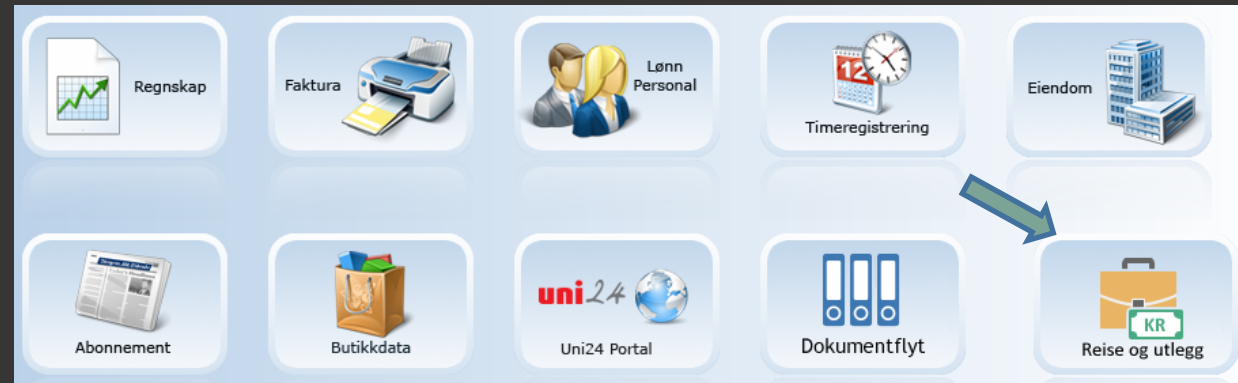 Regnskap
Faktura
Lønn
Personal
12
Timeregistrering
Eiendom
Abonnement
Butikkdata
uni24
Uni24 Portal
Dokumentflyt
KR
Reise og utlegg